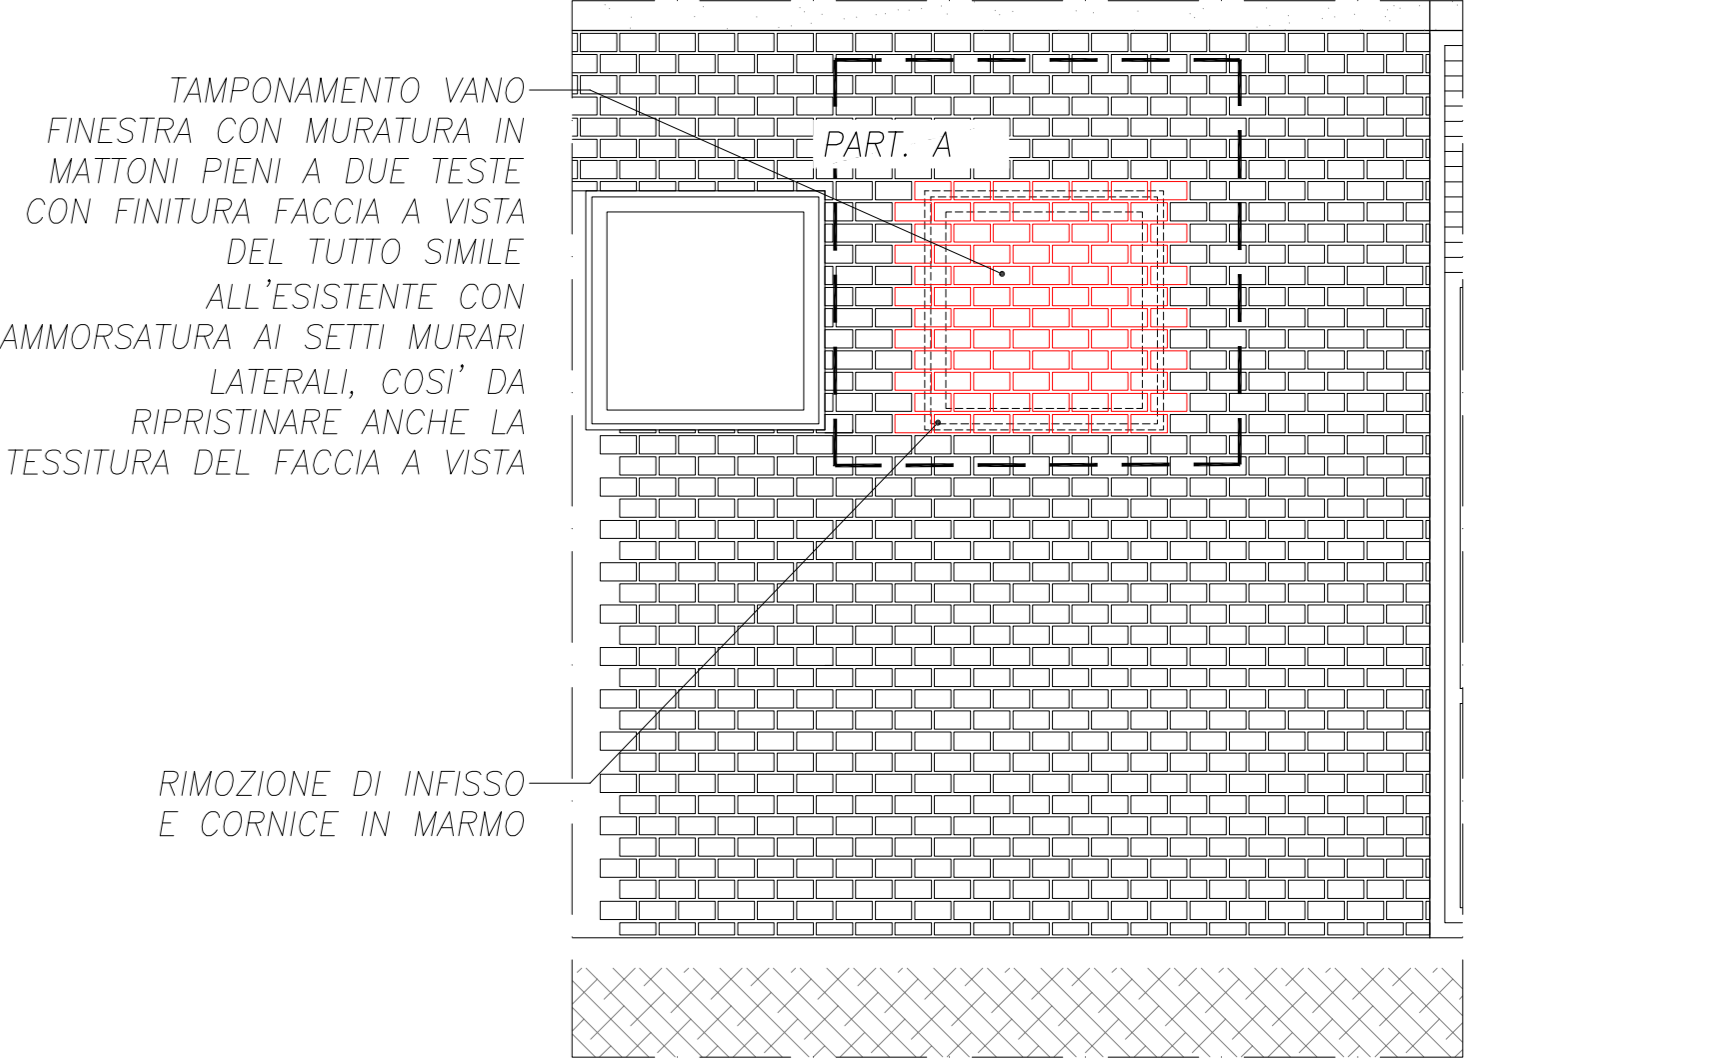 TAMPONAMENTO VANO
FINESTRA CON MURATURA IN
MATTONI PIENI A DUE TESTE
CON FINITURA FACCIA A VISTA
DEL TUTTO SIMILE
ALL'ESISTENTE CON
AMMORSATURA AI SETTI MURARI
LATERALI, COSI' DA
RIPRISTINARE ANCHE LA
TESSITURA DEL FACCIA A VISTA
PART. A
RIMOZIONE DI INFISSO
E CORNICE IN MARMO